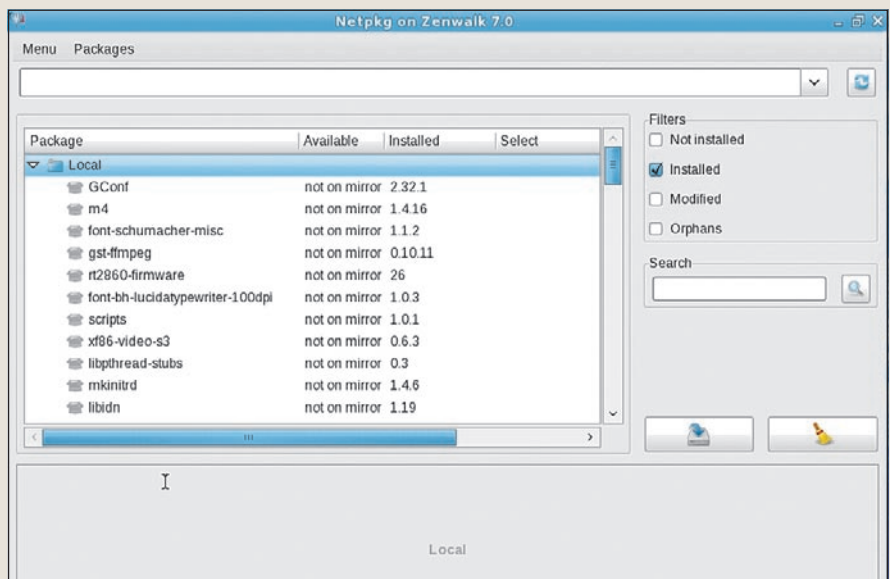 Netpkg on Zenwalk 7.0
Menu Packages
Package Available Installed Select
Local
GConf not on mirror 2.32.1
m4 not on mirror 1.4.16
font-schumacher-misc not on mirror 1.1.2
gst-ffmpeg not on mirror 0.10.11
rt2860-firmware not on mirror 26
font-bh-lucidatypewriter-100dpi not on mirror 1.0.3
scripts not on mirror 1.0.1
xf86-video-s3 not on mirror 0.6.3
libpthread-stubs not on mirror 0.3
mkinitrd not on mirror 1.4.6
libidn not on mirror 1.19
Filters
Not installed
Installed
Modified
Orphans
Search
Local